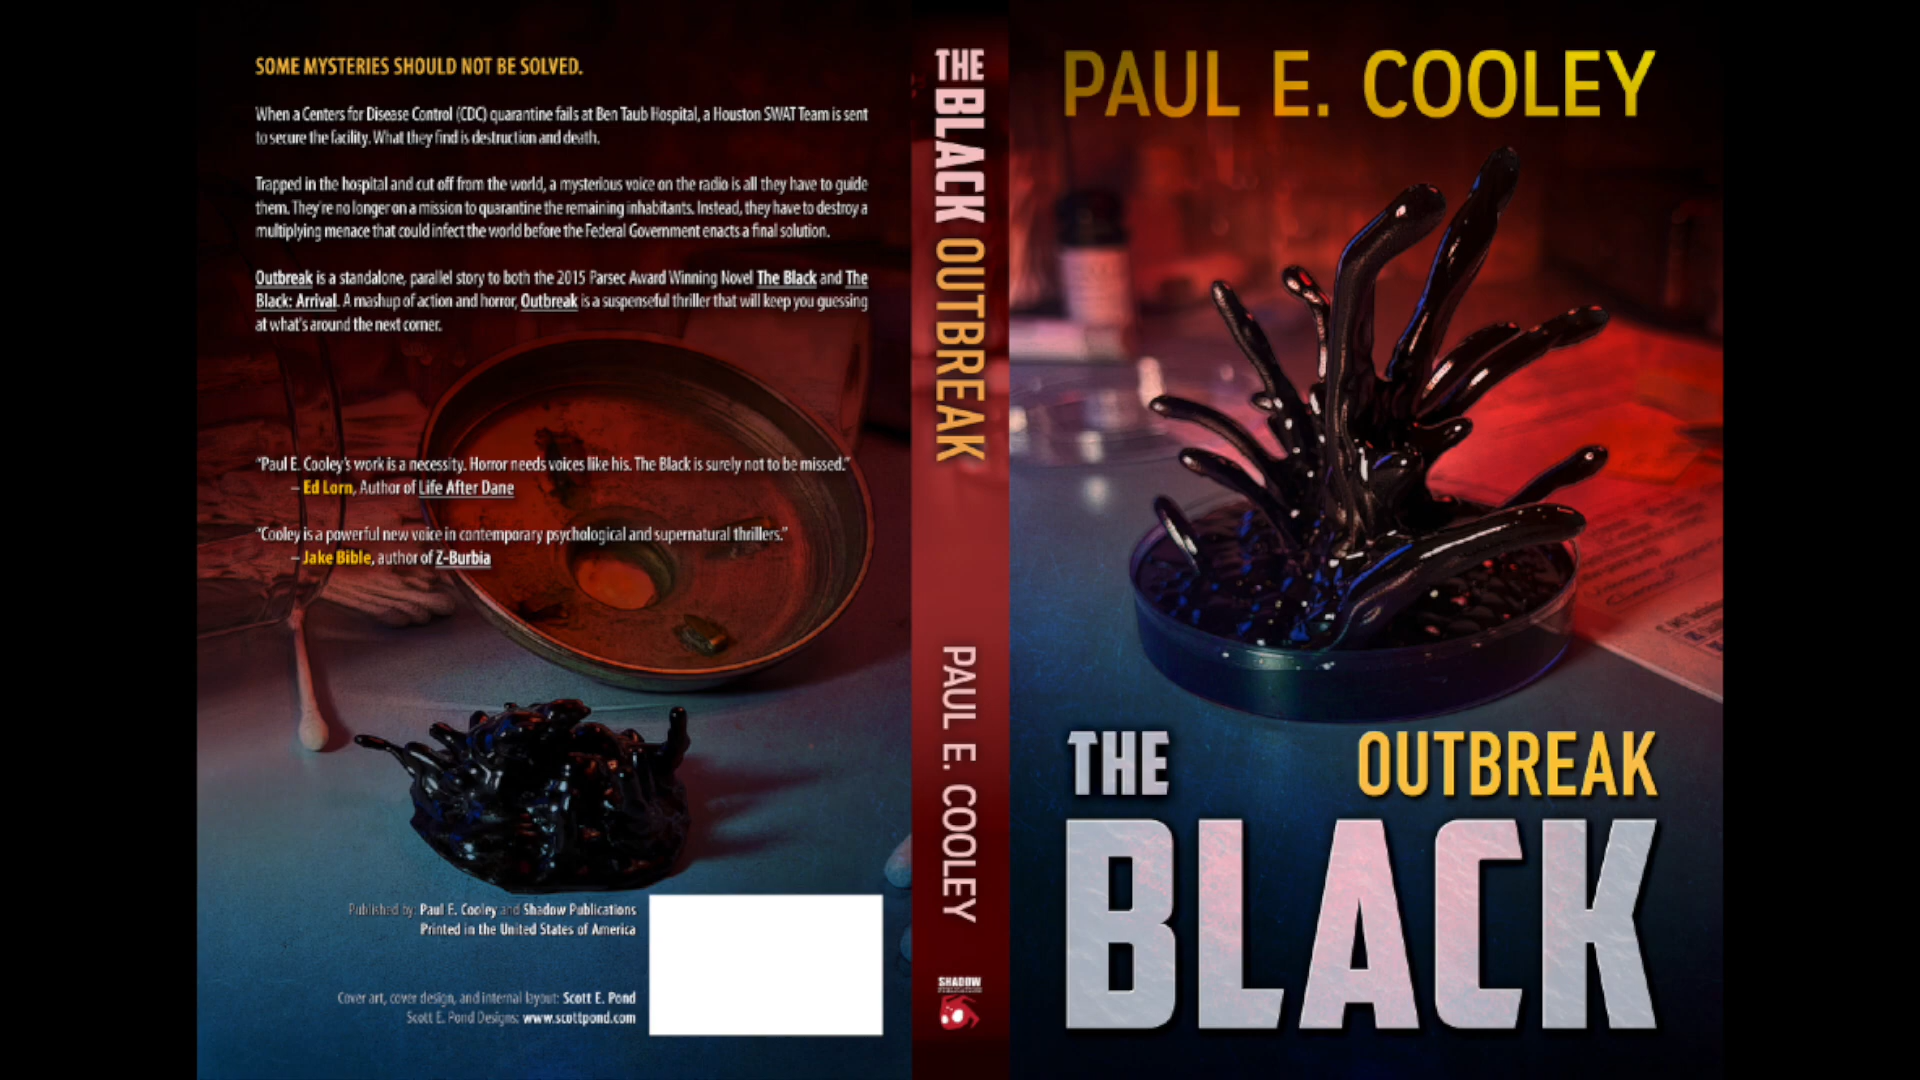 SOME MYSTERIES SHOULD NOT BE SOLVED.
When a Centers for Disease Control (CDC) quarantine fails at Ben Taub Hospital, a Houston SWAT Team is sent
to secure the facility. What they find is destruction and death.
Trapped in the hospital and cut off from the world, a mysterious voice on the radio is all they have to guide
them. They're no longer on a mission to quarantine the remaining inhabitants. Instead, they have to destroy a
multiplying menace that could infect the world before the Federal Government enacts a final solution.
Outbreak is a standalone, parallel story to both the 2015 Parsec Award Winning Novel The Black and The
Black: Arrival. A mashup of action and horror, Outbreak is a suspenseful thriller that will keep you guessing
at what's around the next corner.
"Paul E. Cooley's work is a necessity. Horror needs voices like his. The Black is surely not to be missed."
– Ed Lorn, Author of Life After Dane
"Cooley is a powerful new voice in contemporary psychological and supernatural thrillers."
– Jake Bible, author of Z-Burbia
Published by: Paul E. Cooley and Shadow Publications
Printed in the United States of America
Cover art, cover design, and internal layout: Scott E. Pond
Scott E. Pond Designs: www.scottpond.com
THE BLACK OUTBREAK
PAUL E. COOLEY
SHADOW
PUBLICATIONS
PAUL E. COOLEY
THE OUTBREAK
BLACK